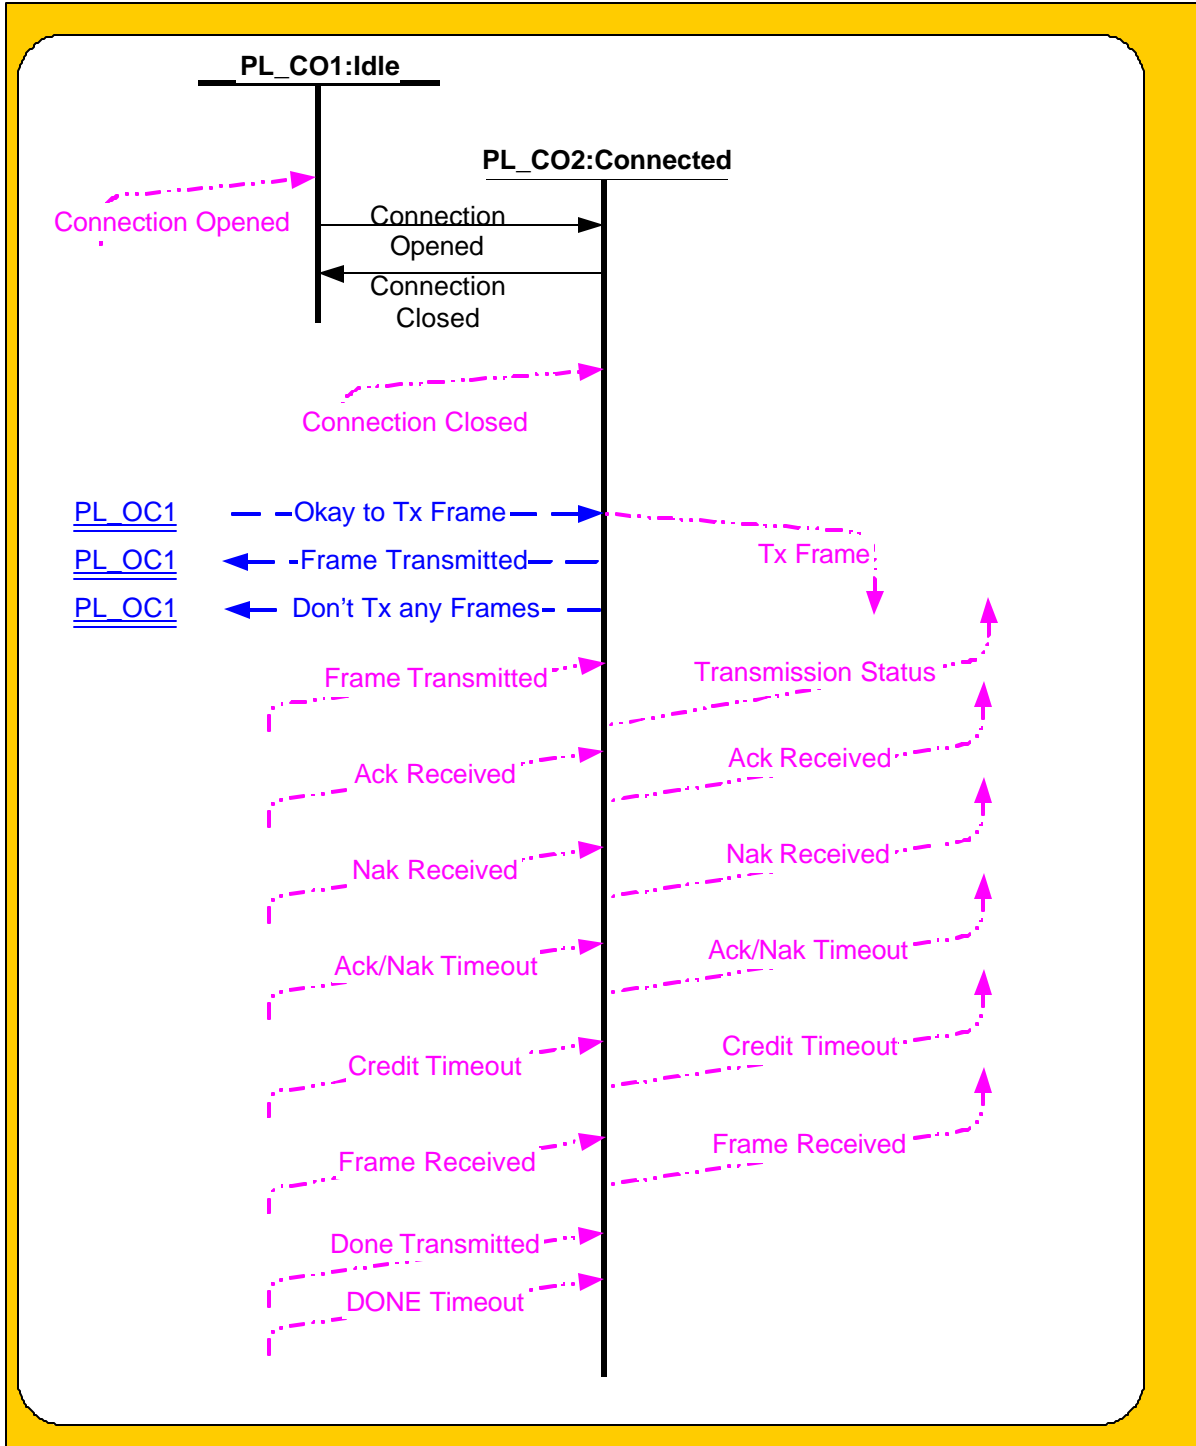 PL_CO1:Idle
PL_CO2:Connected
Connection Opened
Connection
Opened
Connection
Closed
Connection Closed
PL_OC1
Okay to Tx Frame
PL_OC1
Frame Transmitted
Tx Frame
PL_OC1
Don't Tx any Frames
Frame Transmitted
Transmission Status
Ack Received
Ack Received
Nak Received
Nak Received
Ack/Nak Timeout
Ack/Nak Timeout
Credit Timeout
Credit Timeout
Frame Received
Frame Received
Done Transmitted
DONE Timeout